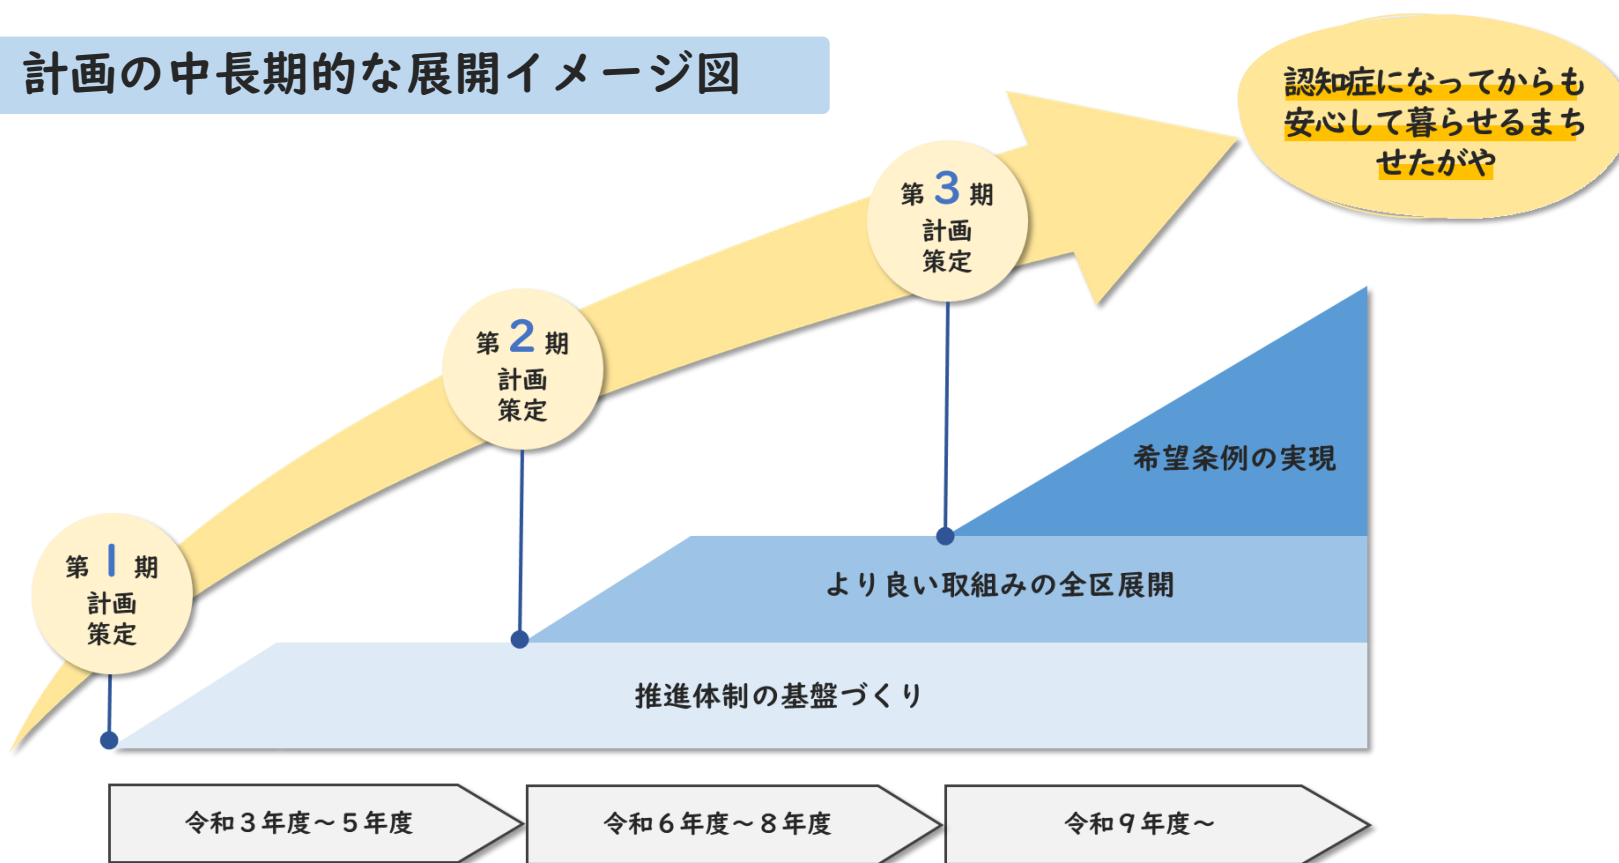 計画の中長期的な展開イメージ図
認知症になってからも
安心して暮らせるまち
せたがや
第3期
計画
策定
第2期
計画
策定
第1期
計画
策定
希望条例の実現
より良い取組みの全区展開
推進体制の基盤づくり
令和3年度～5年度
令和6年度～8年度
令和9年度～